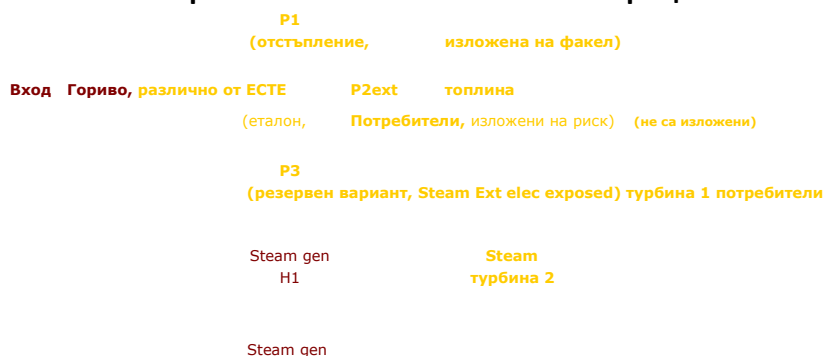 P1
(отстъпление, изложена на факел)
Вход Гориво, различно от ЕСТЕ P2ext топлина
(еталон, Потребители, изложени на риск) (не са изложени)
P3
(резервен вариант, Steam Ext elec exposed) турбина 1 потребители
Steam gen Steam
H1 турбина 2
Steam gen